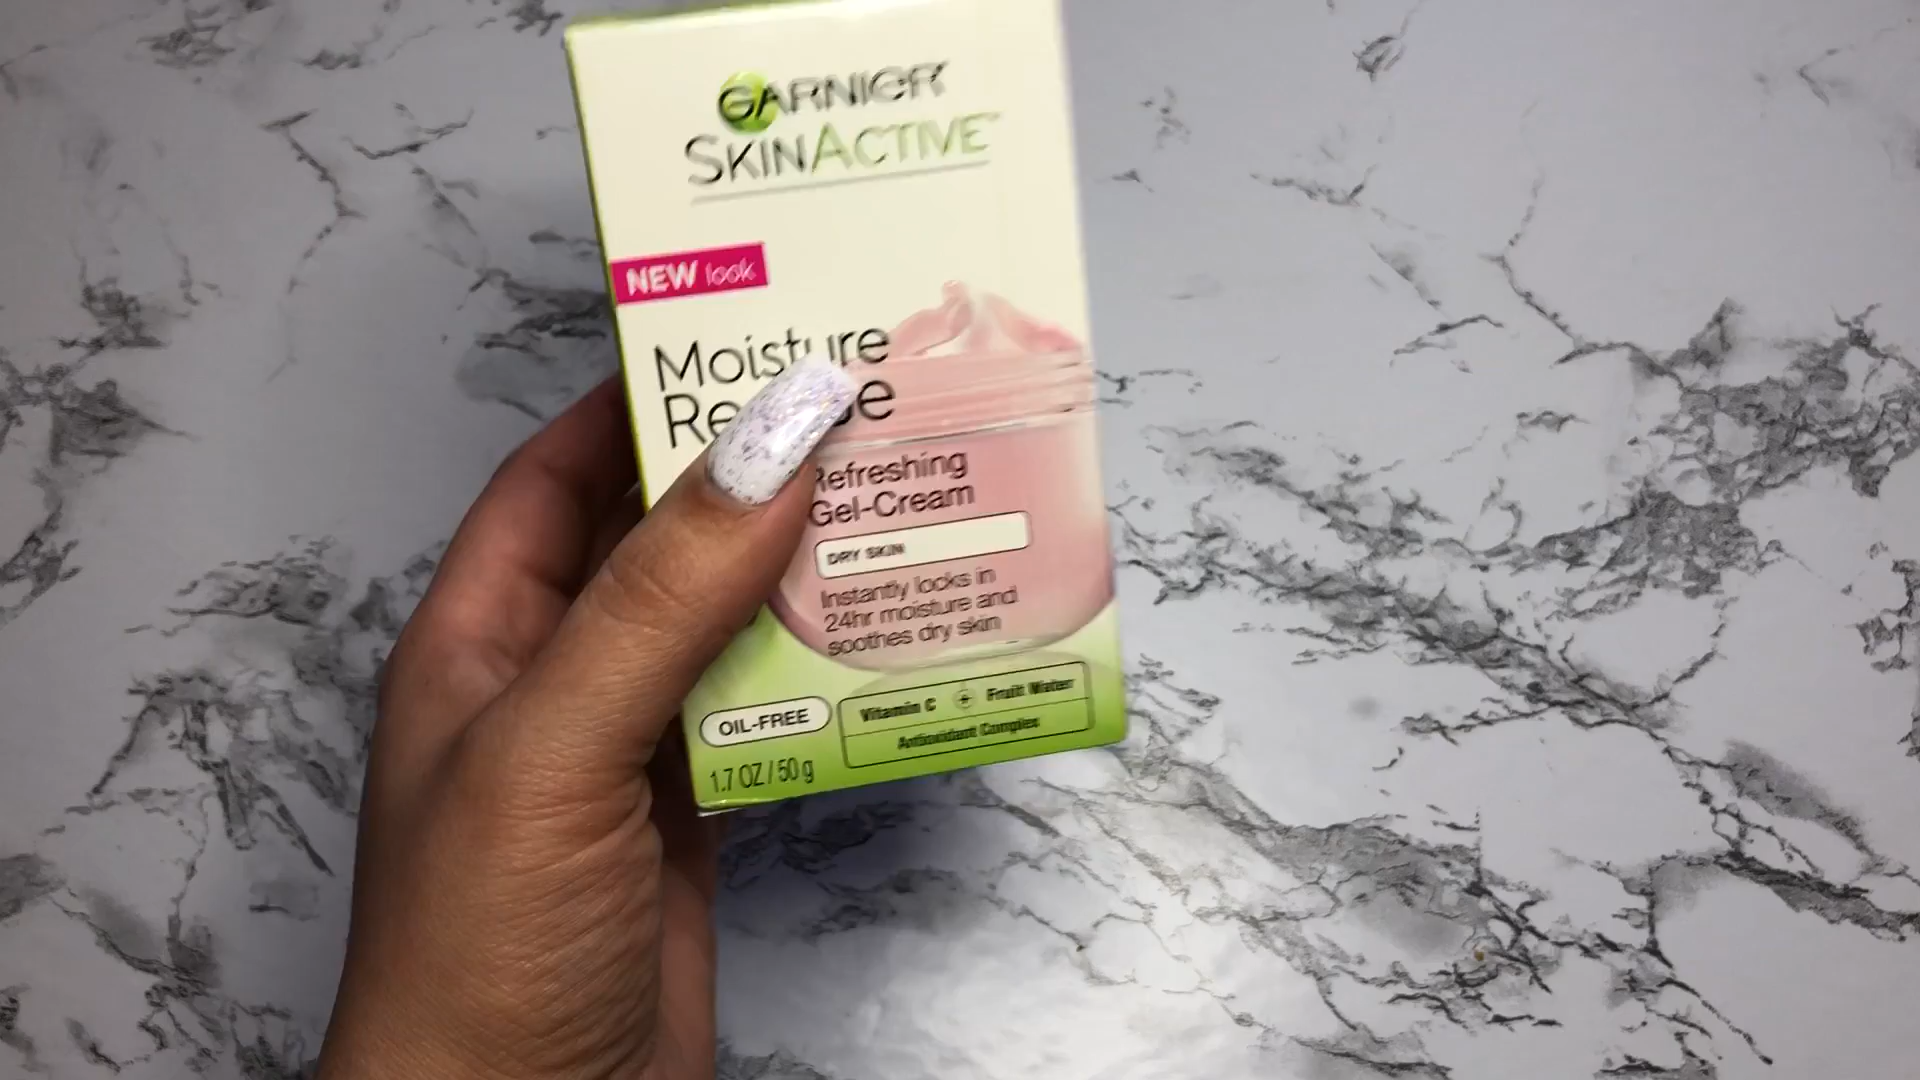 GARNIER
SKINACTIVE™
NEW look
Moisture
Refreshing
Gel-Cream
DRY SKIN
Instantly locks in
24hr moisture and
soothes dry skin
OIL-FREE
Vitamin C + Fruit Water
Antioxidant Complex
1.7 OZ / 50 g